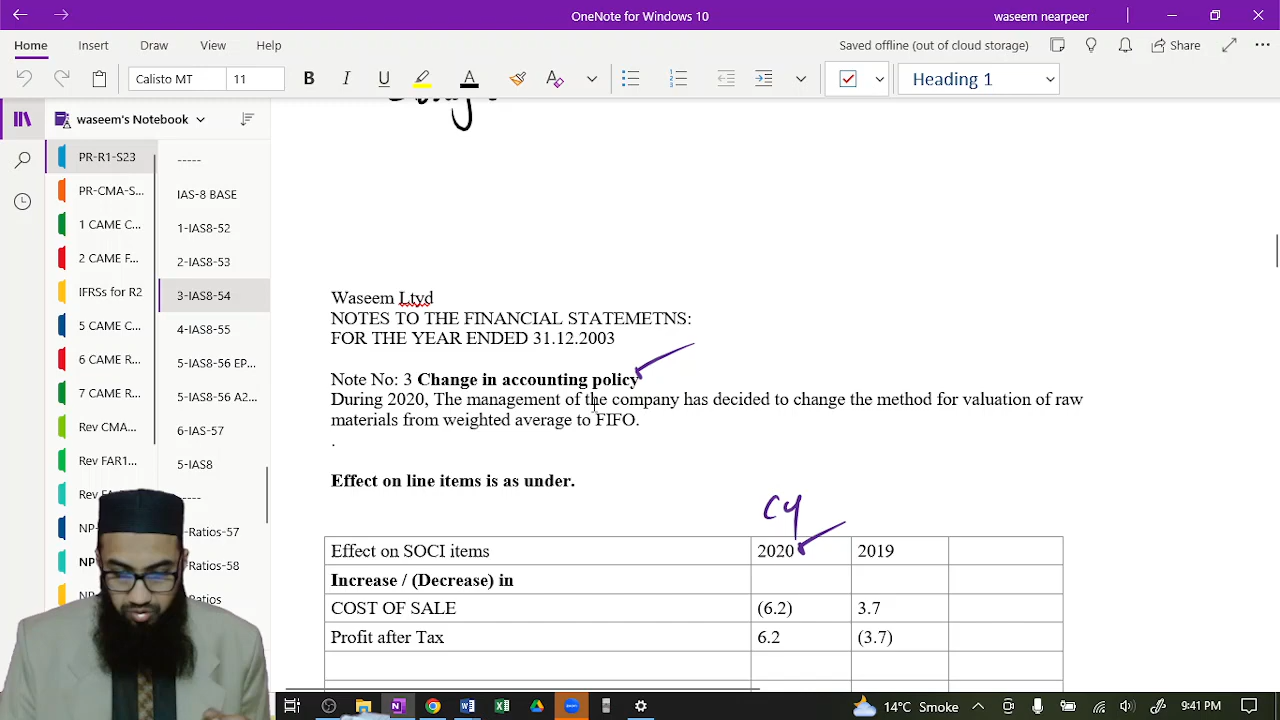 OneNote for Windows 10
waseem nearpeer
Home
Insert
Draw
View
Help
Saved offline (out of cloud storage)
Share
Calisto MT
11
B
I
U
A
A
Heading 1
waseem's Notebook
PR-R1-S23
PR-CMA-S...
1 CAME C...
2 CAME F...
IFRSs for R2
5 CAME C...
6 CAME R...
7 CAME R...
Rev CMA...
Rev FAR1...
Rev
NP-
NP
NP
-----
IAS-8 BASE
1-IAS8-52
2-IAS8-53
3-IAS8-54
4-IAS8-55
5-IAS8-56 EP...
5-IAS8-56 A2...
6-IAS-57
5-IAS8
-Ratios-57
-Ratios-58
Ratios
Waseem Ltyd
NOTES TO THE FINANCIAL STATEMETNS:
FOR THE YEAR ENDED 31.12.2003
Note No: 3 Change in accounting policy
During 2020, The management of the company has decided to change the method for valuation of raw
materials from weighted average to FIFO.
.
Effect on line items is as under.
CY
Effect on SOCI items 2020 2019
Increase / (Decrease) in
COST OF SALE (6.2) 3.7
Profit after Tax 6.2 (3.7)
14°C Smoke
9:41 PM